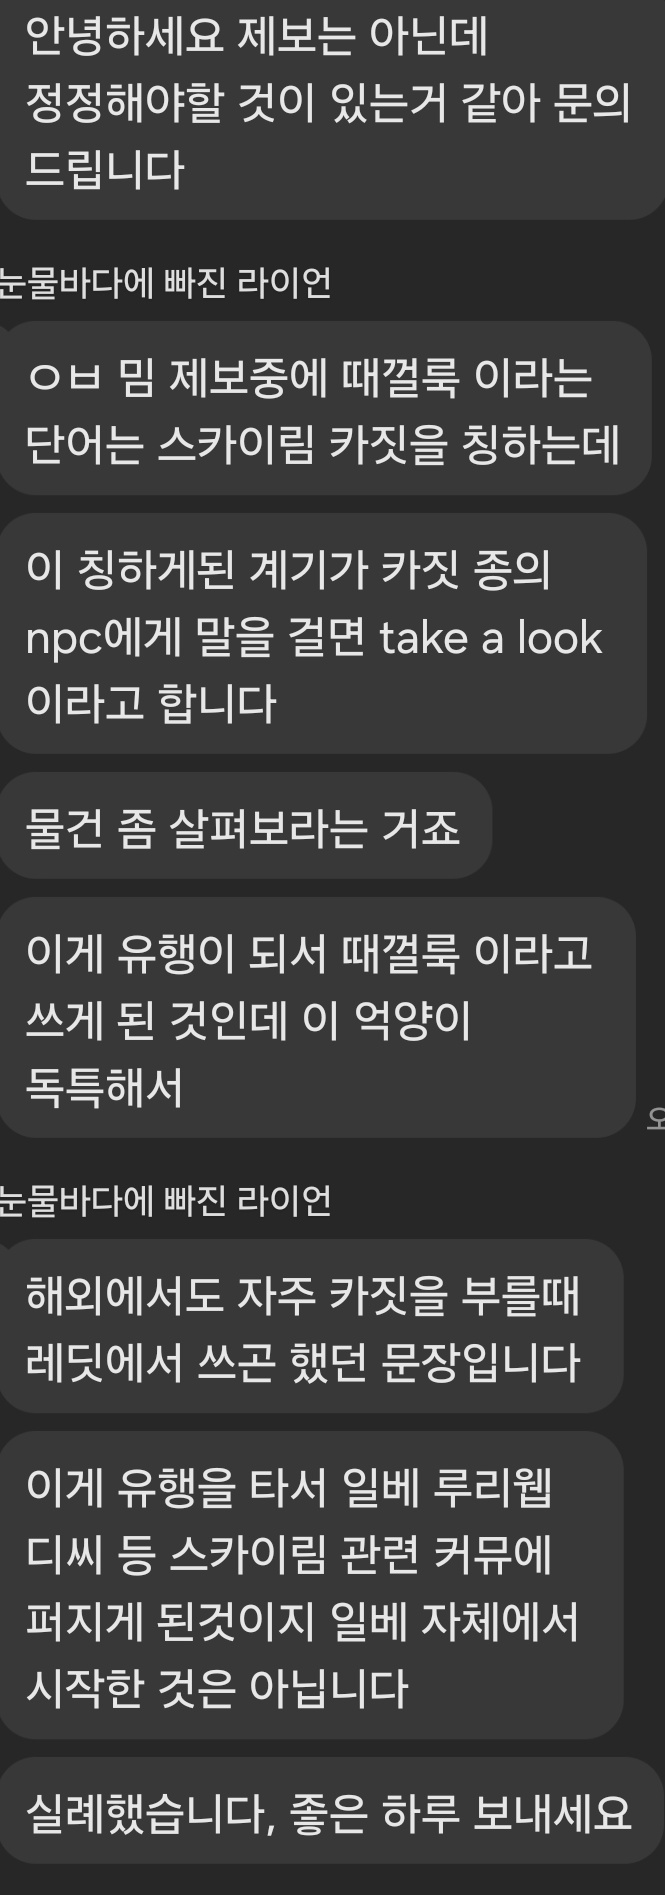 안녕하세요 제보는 아닌데
정정해야할 것이 있는거 같아 문의
드립니다
눈물바다에 빠진 라이언
ㅇㅂ 밈 제보중에 때껄룩 이라는
단어는 스카이림 카짓을 칭하는데
이 칭하게된 계기가 카짓 종의
npc에게 말을 걸면 take a look
이라고 합니다
물건 좀 살펴보라는 거죠
이게 유행이 되서 때껄룩 이라고
쓰게 된 것인데 이 억양이
독특해서
눈물바다에 빠진 라이언
해외에서도 자주 카짓을 부를때
레딧에서 쓰곤 했던 문장입니다
이게 유행을 타서 일베 루리웹
디씨 등 스카이림 관련 커뮤에
퍼지게 된것이지 일베 자체에서
시작한 것은 아닙니다
실례했습니다, 좋은 하루 보내세요